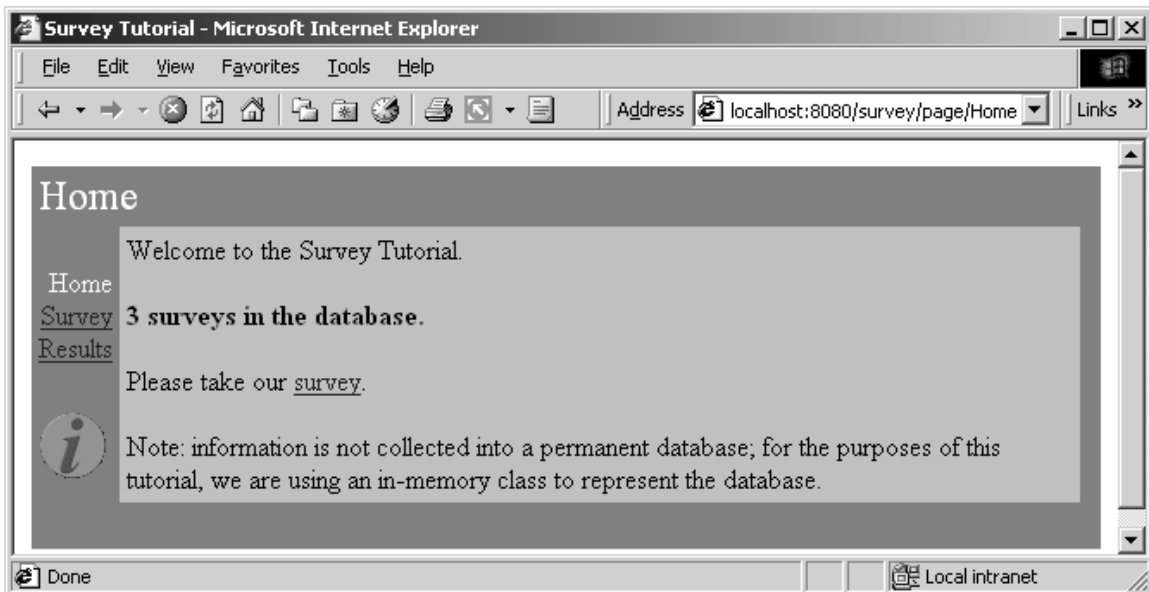 Survey Tutorial - Microsoft Internet Explorer
File Edit View Favorites Tools Help
Address localhost:8080/survey/page/Home Links »
Home
Welcome to the Survey Tutorial.
Home
Survey 3 surveys in the database.
Results
Please take our survey.
i
Note: information is not collected into a permanent database; for the purposes of this
tutorial, we are using an in-memory class to represent the database.
Done Local intranet